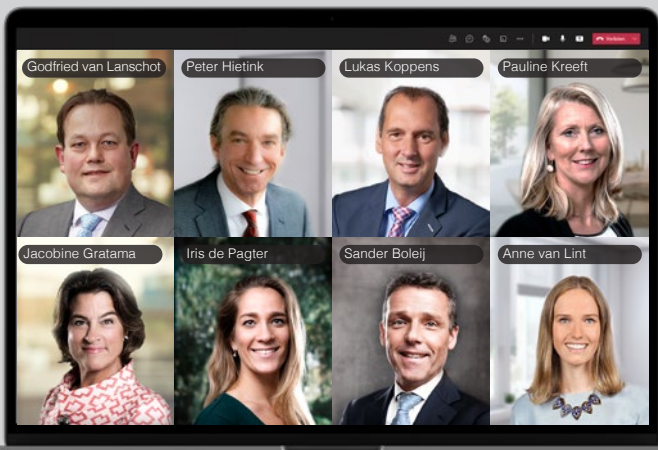 Verlaten
Godfried van Lanschot
Peter Hietink
Lukas Koppens
Pauline Kreeft
Jacobine Gratama
Iris de Pagter
Sander Boleij
Anne van Lint